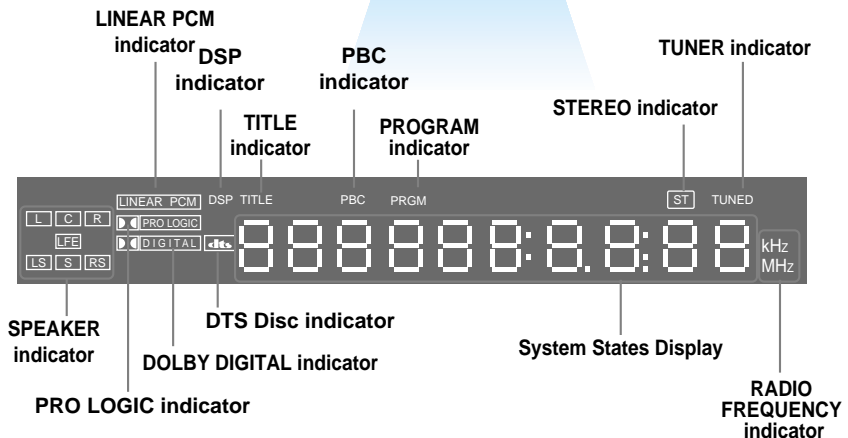 LINEAR PCM
indicator
DSP
indicator
PBC
indicator
TUNER indicator
TITLE
indicator
PROGRAM
indicator
STEREO indicator
LINEAR PCM DSP TITLE PBC PRGM ST TUNED
L C R
PRO LOGIC
LFE
DIGITAL dts
LS S RS
kHz
MHz
SPEAKER
indicator
DTS Disc indicator
DOLBY DIGITAL indicator
System States Display
PRO LOGIC indicator
RADIO
FREQUENCY
indicator